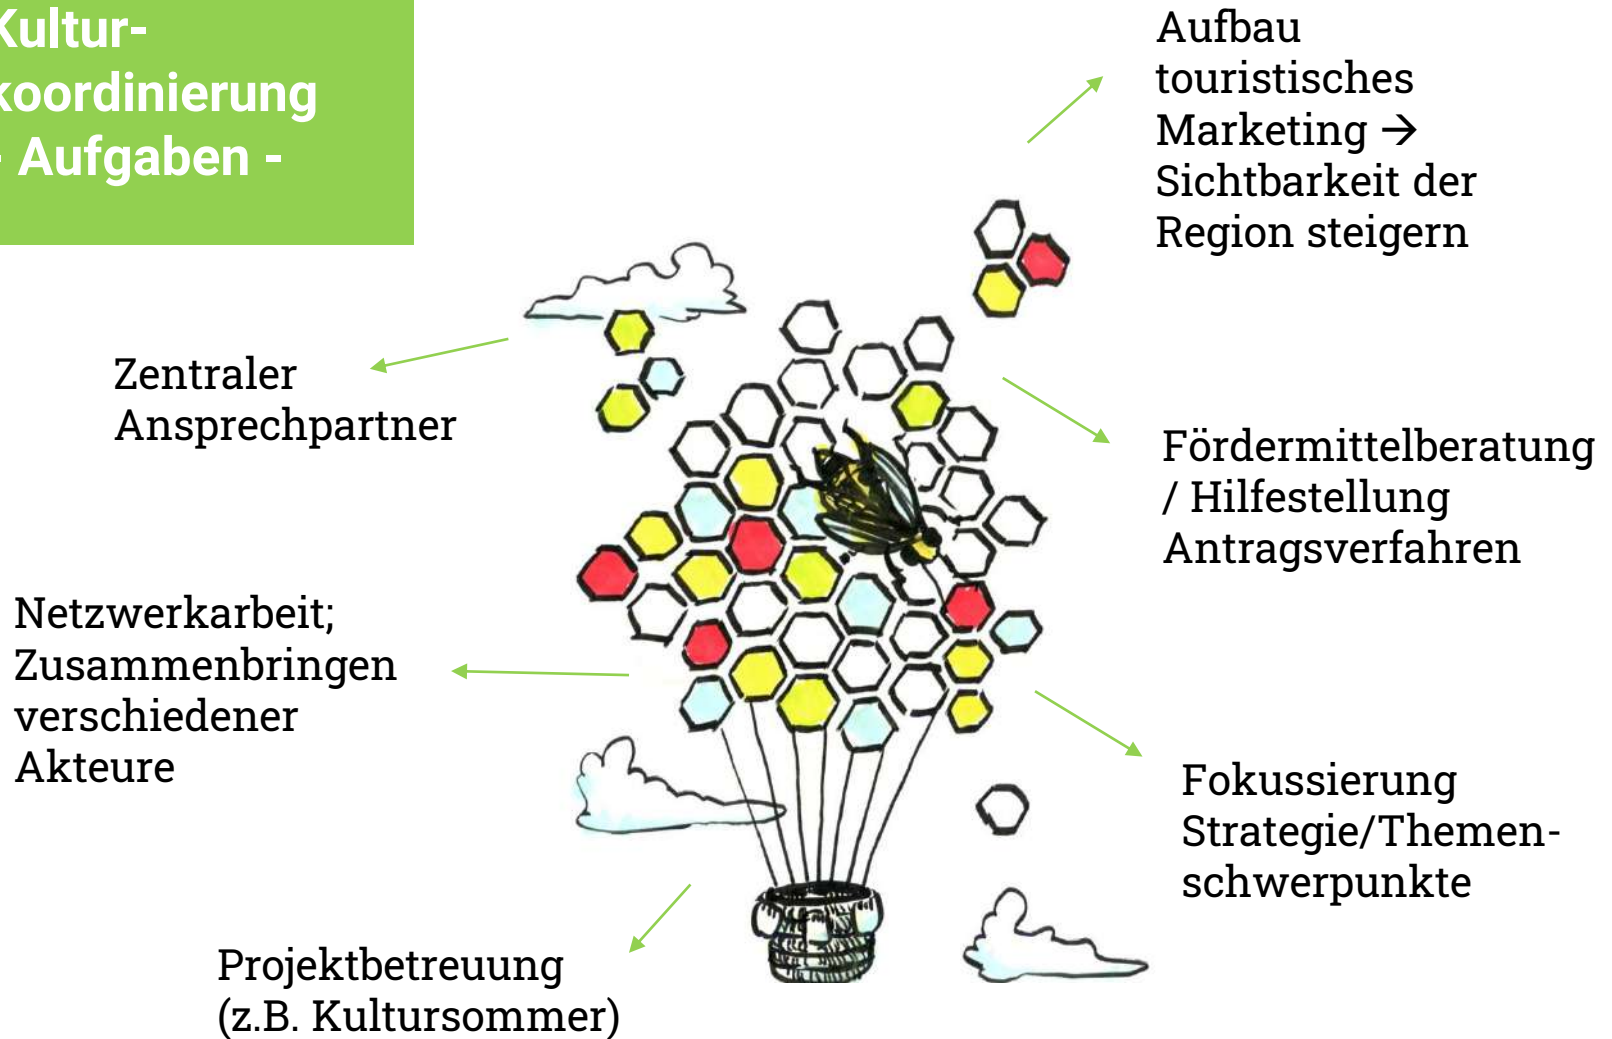 Kultur-
koordinierung
- Aufgaben -
Aufbau
touristisches
Marketing →
Sichtbarkeit der
Region steigern
Zentraler
Ansprechpartner
Fördermittelberatung
/ Hilfestellung
Antragsverfahren
Netzwerkarbeit;
Zusammenbringen
verschiedener
Akteure
Fokussierung
Strategie/Themen-
schwerpunkte
Projektbetreuung
(z.B. Kultursommer)